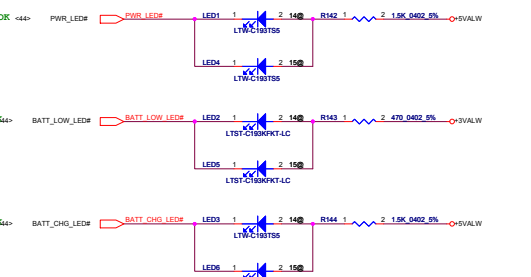 OK <44> PWR_LED# PWR_LED# LED1 1 2 14@ R142 1 2 1.5K_0402_5% +5VALW
LTW-C193TS5
LED4 1 2 15@
LTW-C193TS5
44> BATT_LOW_LED# BATT_LOW_LED# LED2 1 2 14@ R143 1 2 470_0402_5% +3VALW
LTST-C193KFKT-LC
LED5 1 2 15@
LTST-C193KFKT-LC
44> BATT_CHG_LED# BATT_CHG_LED# LED3 1 2 14@ R144 1 2 1.5K_0402_5% +5VALW
LTW-C193TS5
LED6 1 2 15@